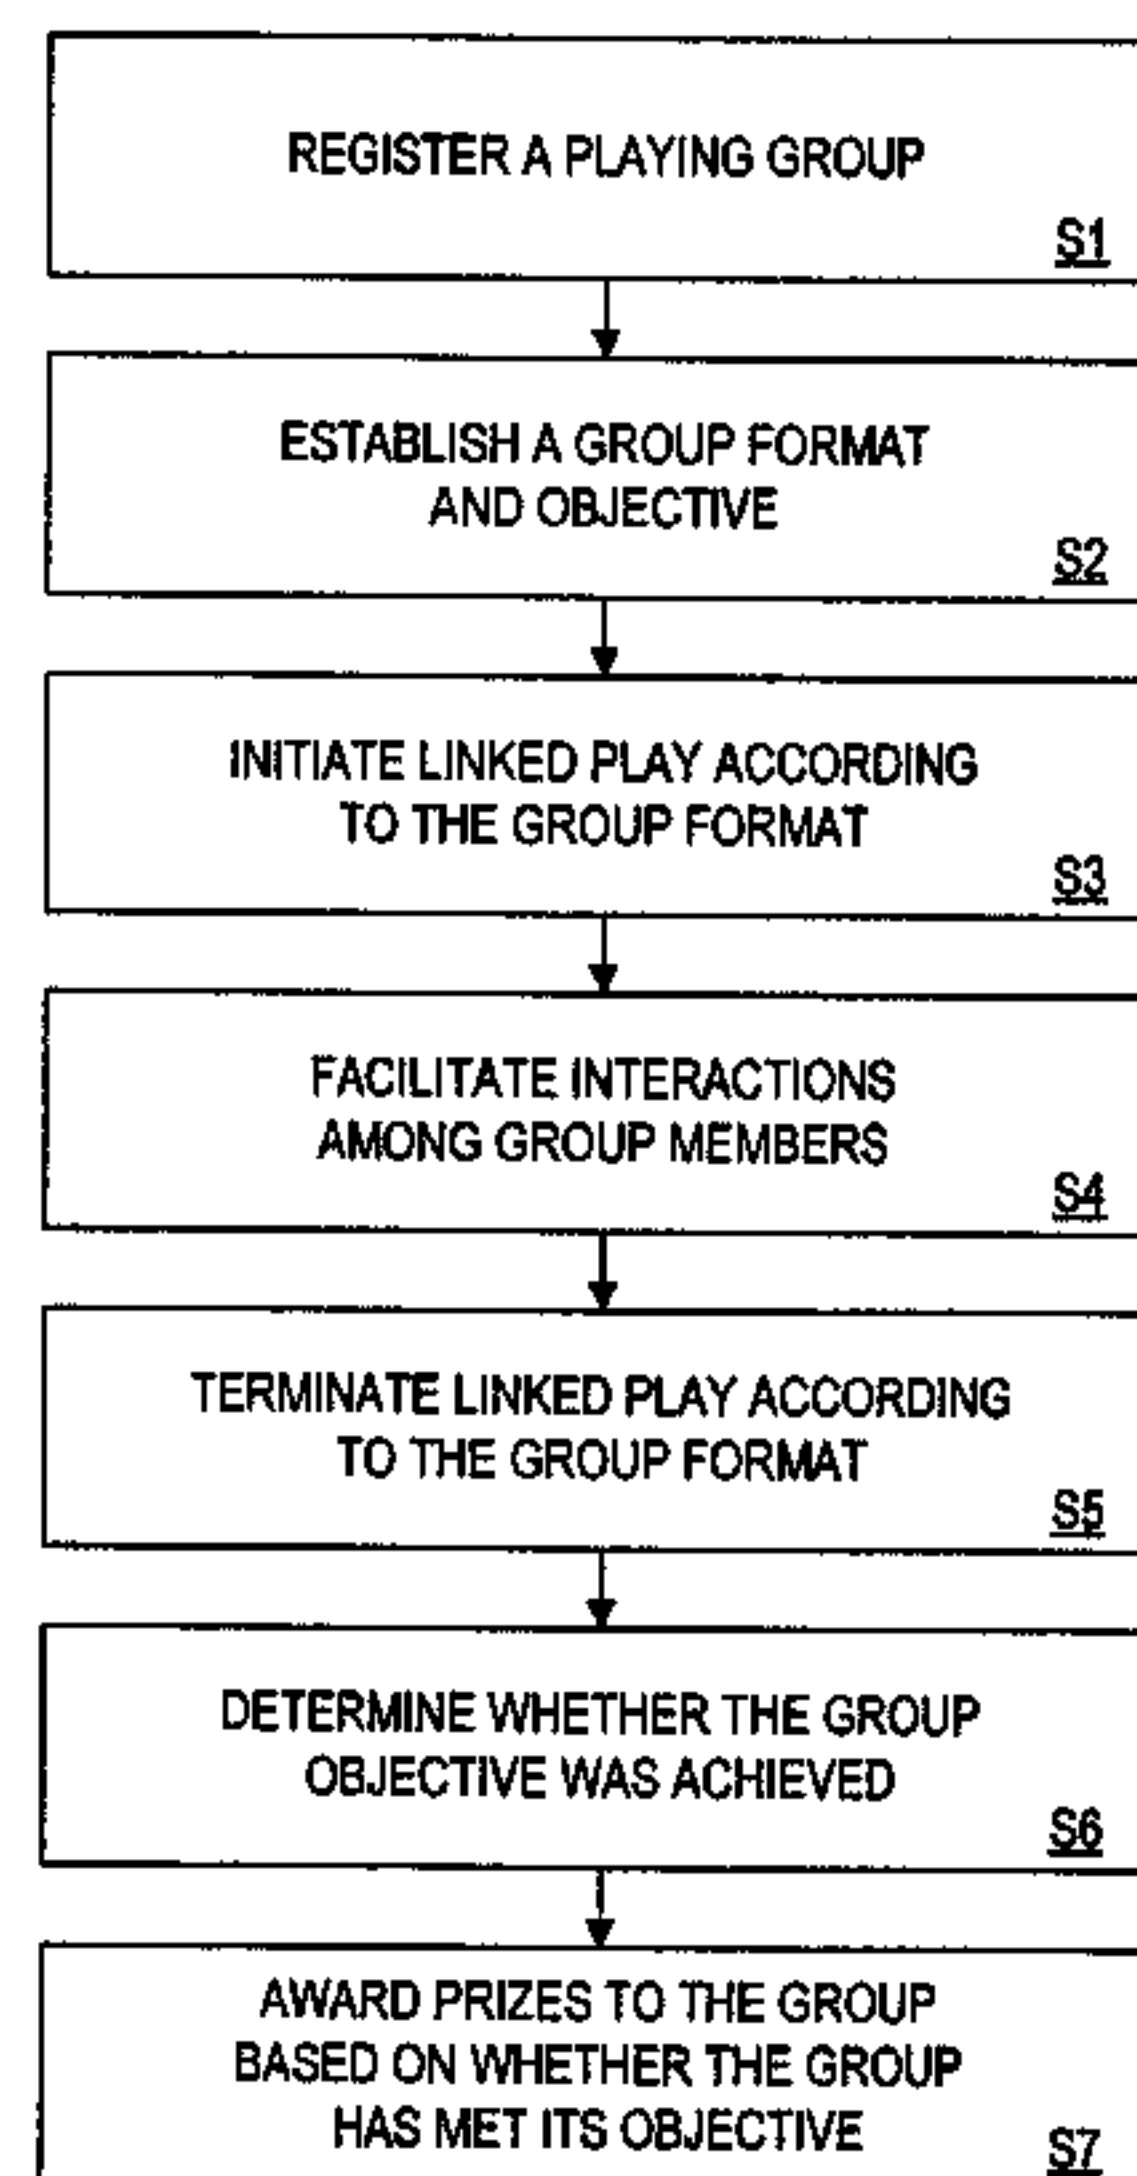 REGISTER A PLAYING GROUP
S1
ESTABLISH A GROUP FORMAT
AND OBJECTIVE
S2
INITIATE LINKED PLAY ACCORDING
TO THE GROUP FORMAT
S3
FACILITATE INTERACTIONS
AMONG GROUP MEMBERS
S4
TERMINATE LINKED PLAY ACCORDING
TO THE GROUP FORMAT
S5
DETERMINE WHETHER THE GROUP
OBJECTIVE WAS ACHIEVED
S6
AWARD PRIZES TO THE GROUP
BASED ON WHETHER THE GROUP
HAS MET ITS OBJECTIVE
S7